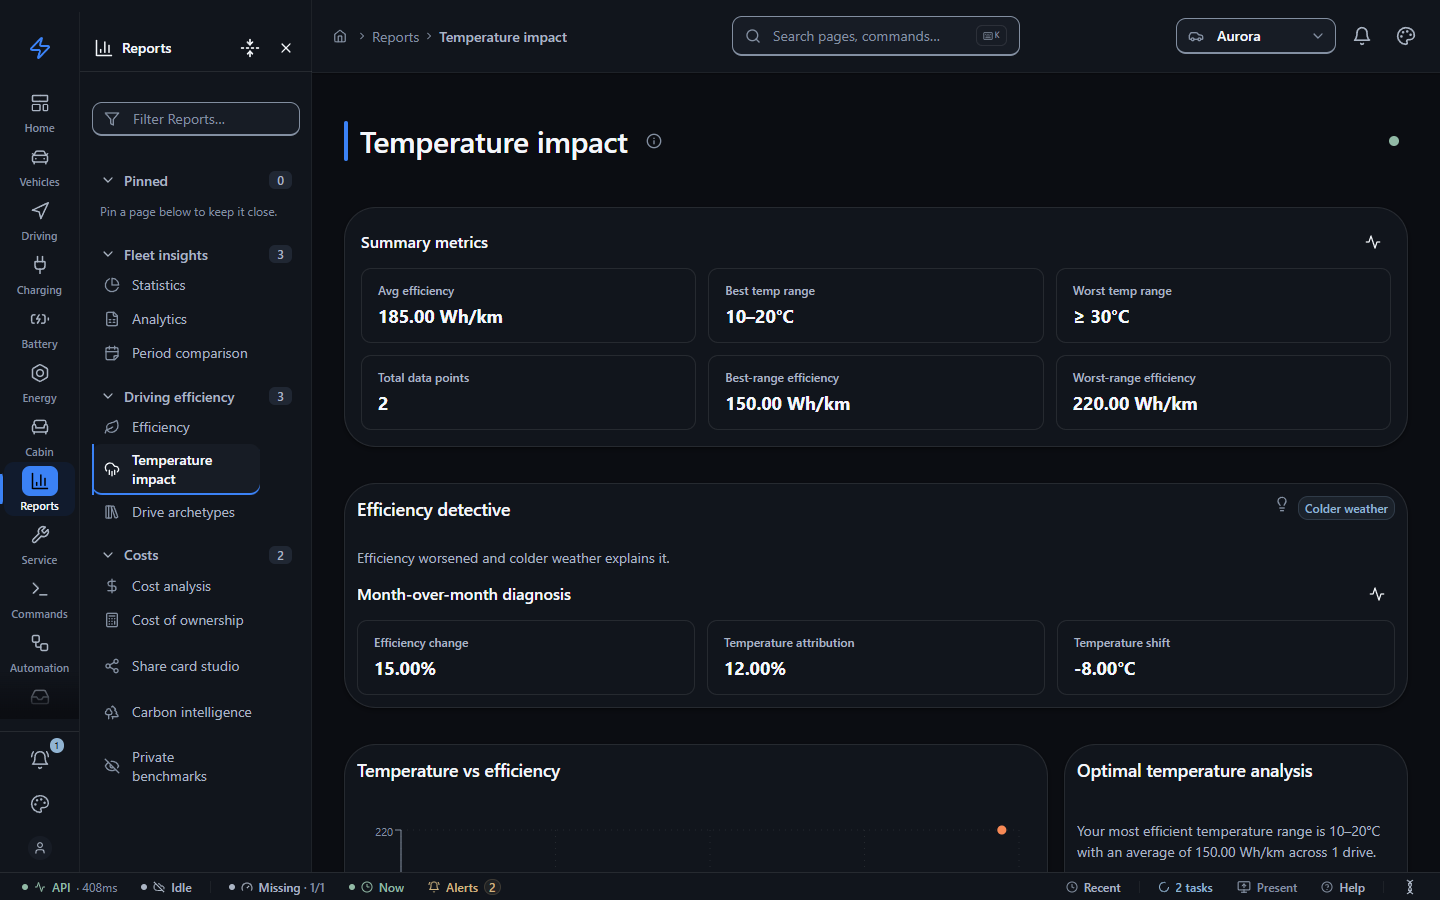 Reports
Reports
Temperature impact
Search pages, commands...
K
Aurora
Home
Vehicles
Driving
Charging
Battery
Energy
Cabin
Reports
Service
Commands
Automation
1
Filter Reports...
Pinned
0
Pin a page below to keep it close.
Fleet insights
3
Statistics
Analytics
Period comparison
Driving efficiency
3
Efficiency
Temperature
impact
Drive archetypes
Costs
2
Cost analysis
Cost of ownership
Share card studio
Carbon intelligence
Private
benchmarks
Temperature impact
Summary metrics
Avg efficiency
185.00 Wh/km
Best temp range
10–20°C
Worst temp range
≥ 30°C
Total data points
2
Best-range efficiency
150.00 Wh/km
Worst-range efficiency
220.00 Wh/km
Efficiency detective
Colder weather
Efficiency worsened and colder weather explains it.
Month-over-month diagnosis
Efficiency change
15.00%
Temperature attribution
12.00%
Temperature shift
-8.00°C
Temperature vs efficiency
220
Optimal temperature analysis
Your most efficient temperature range is 10–20°C
with an average of 150.00 Wh/km across 1 drive.
API · 408ms
Idle
Missing · 1/1
Now
Alerts 2
Recent
2 tasks
Present
Help